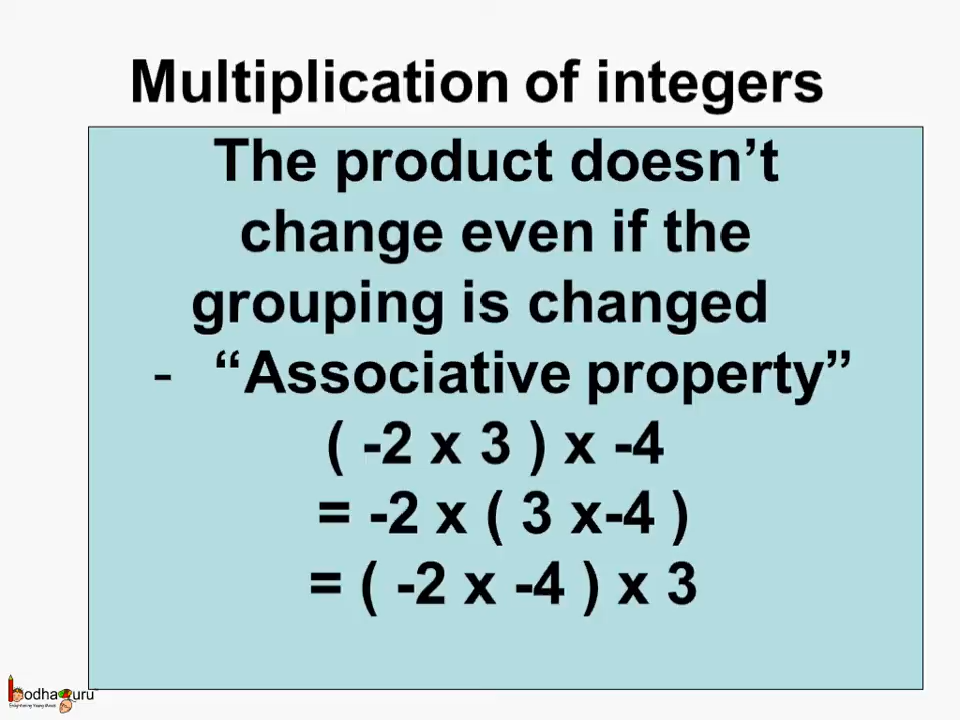 Multiplication of integers
The product doesn’t
change even if the
grouping is changed
- “Associative property”
( -2 x 3 ) x -4
= -2 x ( 3 x-4 )
= ( -2 x -4 ) x 3
bodhaguru